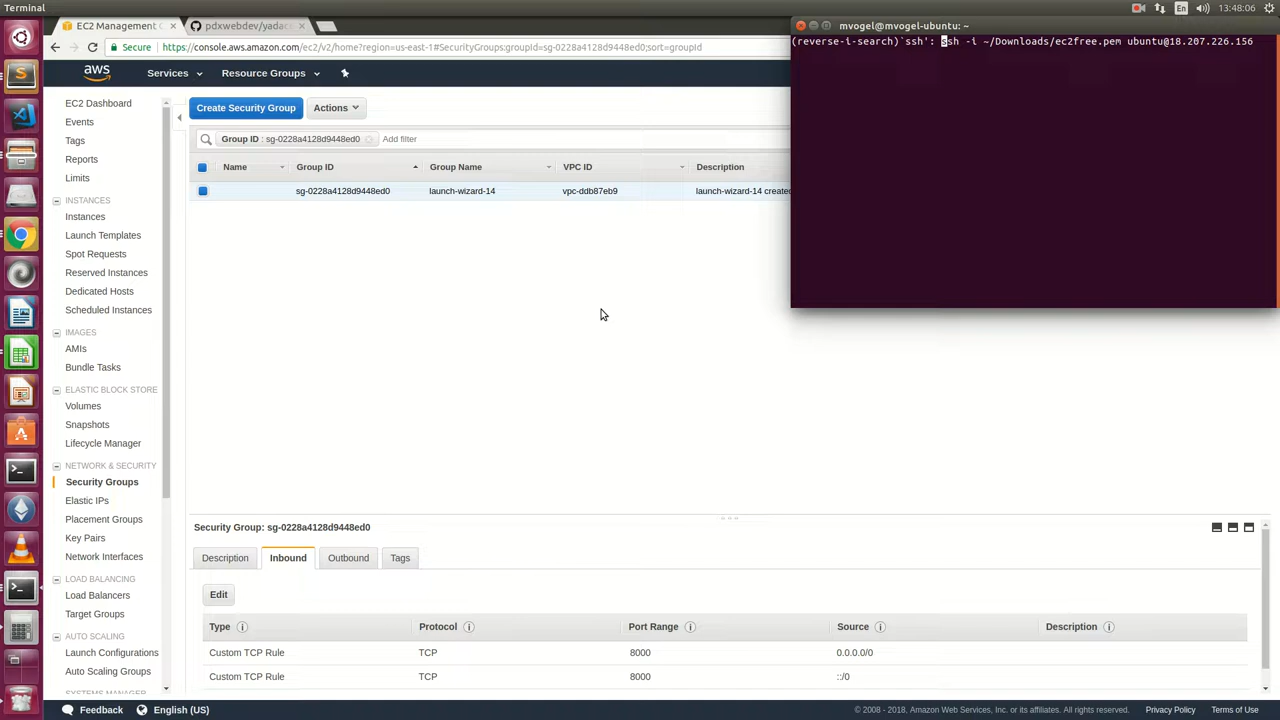 Terminal
En
13:48:06
EC2 Management C
pdxwebdev/yadac
Secure
https://console.aws.amazon.com/ec2/v2/home?region=us-east-1#SecurityGroups:groupId=sg-0228a4128d9448ed0;sort=groupId
mvogel@mvogel-ubuntu: ~
(reverse-i-search)`ssh': ssh -i ~/Downloads/ec2free.pem ubuntu@18.207.226.156
aws
Services
Resource Groups
EC2 Dashboard
Events
Tags
Reports
Limits
INSTANCES
Instances
Launch Templates
Spot Requests
Reserved Instances
Dedicated Hosts
Scheduled Instances
IMAGES
AMIs
Bundle Tasks
ELASTIC BLOCK STORE
Volumes
Snapshots
Lifecycle Manager
NETWORK & SECURITY
Security Groups
Elastic IPs
Placement Groups
Key Pairs
Network Interfaces
LOAD BALANCING
Load Balancers
Target Groups
AUTO SCALING
Launch Configurations
Auto Scaling Groups
SYSTEMS MANAGER
Create Security Group
Actions
Group ID : sg-0228a4128d9448ed0
Add filter
Name
Group ID
Group Name
VPC ID
Description
sg-0228a4128d9448ed0
launch-wizard-14
vpc-ddb87eb9
launch-wizard-14 created
Security Group: sg-0228a4128d9448ed0
Description
Inbound
Outbound
Tags
Edit
Type
Protocol
Port Range
Source
Description
Custom TCP Rule
TCP
8000
0.0.0.0/0
Custom TCP Rule
TCP
8000
::/0
Feedback
English (US)
© 2008 - 2018, Amazon Web Services, Inc. or its affiliates. All rights reserved.
Privacy Policy
Terms of Use